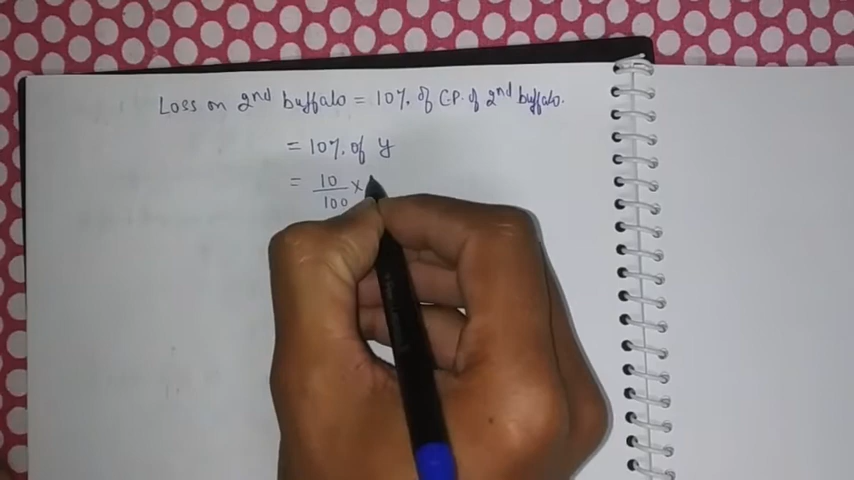 Loss on 2nd buffalo = 10% of C.P. of 2nd buffalo.
= 10% of y
= 10/100 ×